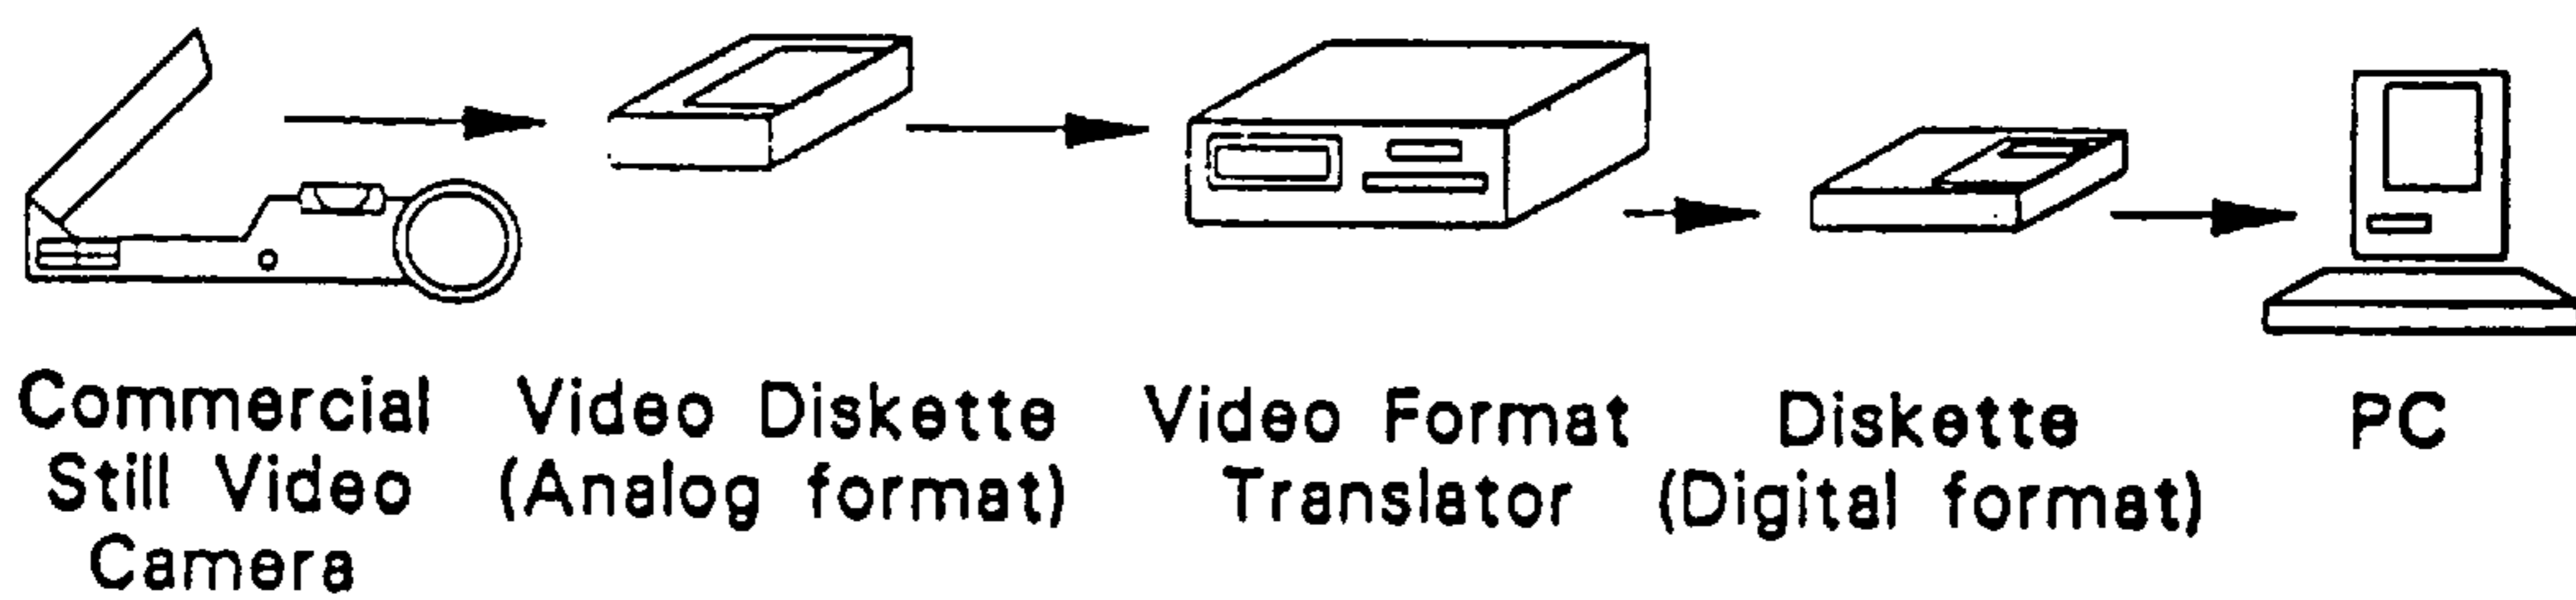 Commercial
Still Video
Camera
Video Diskette
(Analog format)
Video Format
Translator
Diskette
(Digital format)
PC